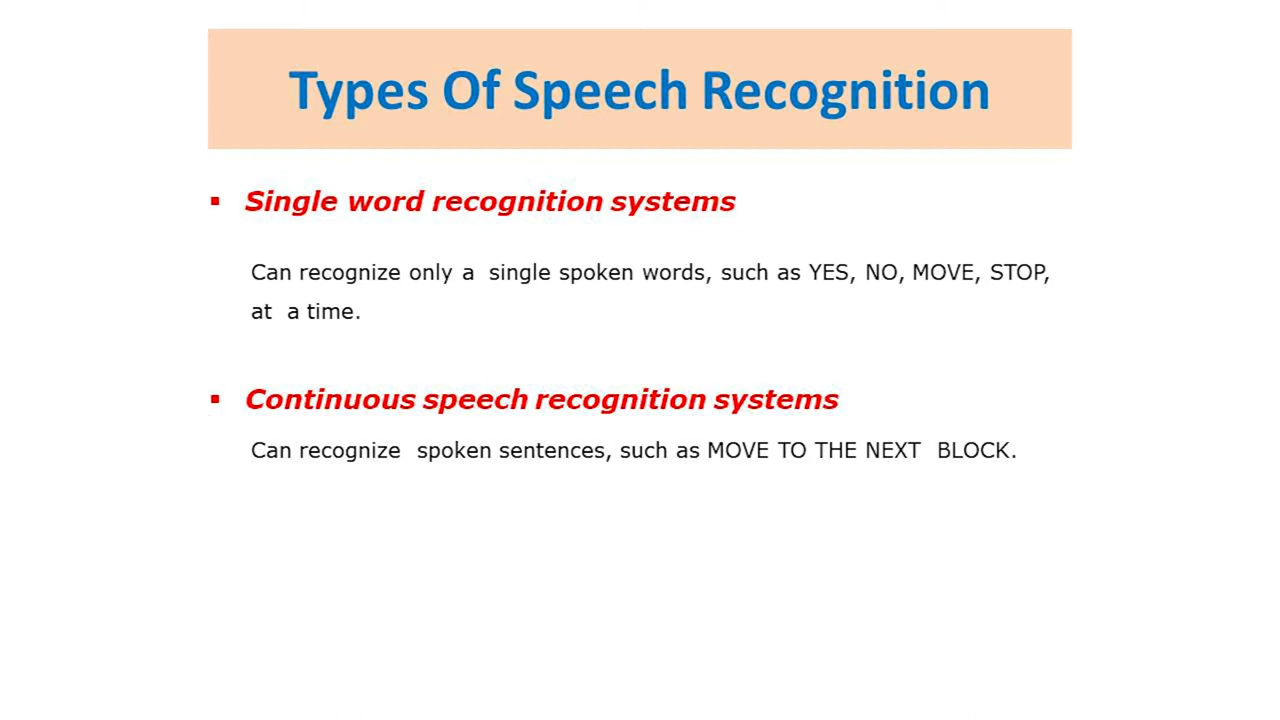 Types Of Speech Recognition
▪ Single word recognition systems
Can recognize only a single spoken words, such as YES, NO, MOVE, STOP,
at a time.
▪ Continuous speech recognition systems
Can recognize spoken sentences, such as MOVE TO THE NEXT BLOCK.